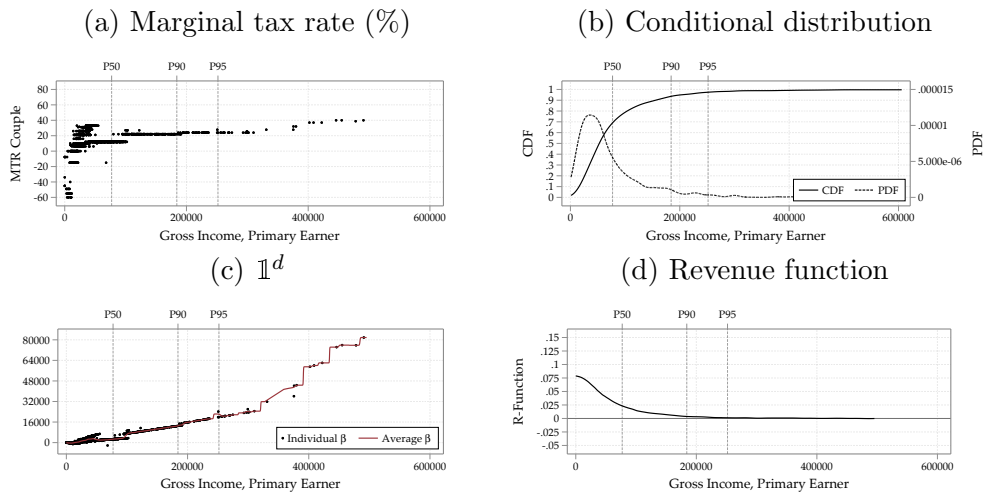 (a) Marginal tax rate (%)
P50 P90 P95
80
60
40
20
0
-20
-40
-60
MTR Couple
0 200000 400000 600000
Gross Income, Primary Earner
(b) Conditional distribution
P50 P90 P95
1
.9
.8
.7
.6
.5
.4
.3
.2
.1
0
CDF
.000015
.00001
5.000e-06
0
PDF
CDF PDF
0 200000 400000 600000
Gross Income, Primary Earner
(c) 𝟙ᵈ
P50 P90 P95
80000
64000
48000
32000
16000
0
Individual β Average β
0 200000 400000 600000
Gross Income, Primary Earner
(d) Revenue function
P50 P90 P95
.15
.125
.1
.075
.05
.025
0
-.025
-.05
R-Function
0 200000 400000 600000
Gross Income, Primary Earner